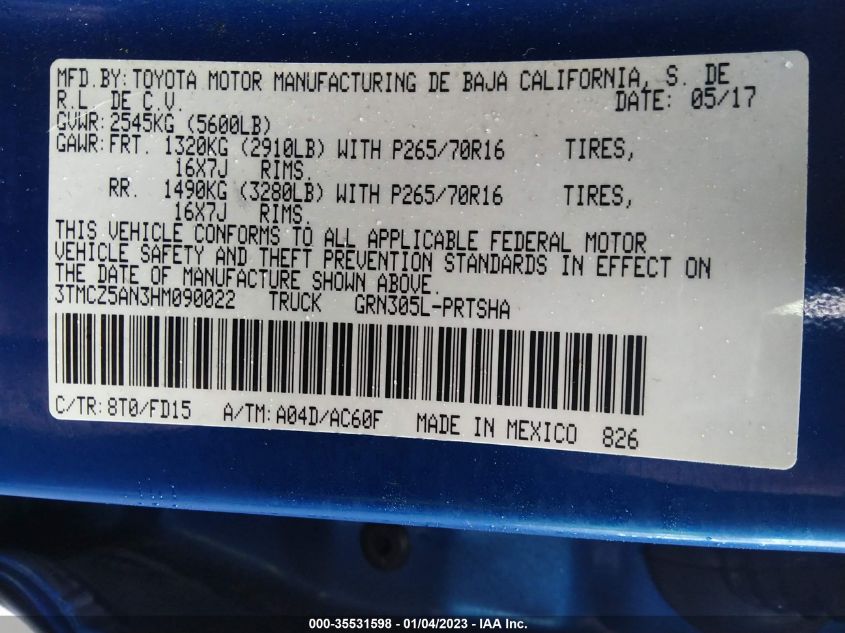 MFD.BY: TOYOTA MOTOR MANUFACTURING DE BAJA CALIFORNIA, S. DE
R.L. DE C.V. DATE: 05/17
GVWR: 2545KG (5600LB)
GAWR: FRT. 1320KG (2910LB) WITH P265/70R16 TIRES,
16X7J RIMS.
RR. 1490KG (3280LB) WITH P265/70R16 TIRES,
16X7J RIMS.
THIS VEHICLE CONFORMS TO ALL APPLICABLE FEDERAL MOTOR
VEHICLE SAFETY AND THEFT PREVENTION STANDARDS IN EFFECT ON
THE DATE OF MANUFACTURE SHOWN ABOVE.
3TMCZ5AN3HM090022 TRUCK GRN305L-PRTSHA
C/TR: 8T0/FD15 A/TM: A04D/AC60F MADE IN MEXICO 826
000-35531598 - 01/04/2023 - IAA Inc.